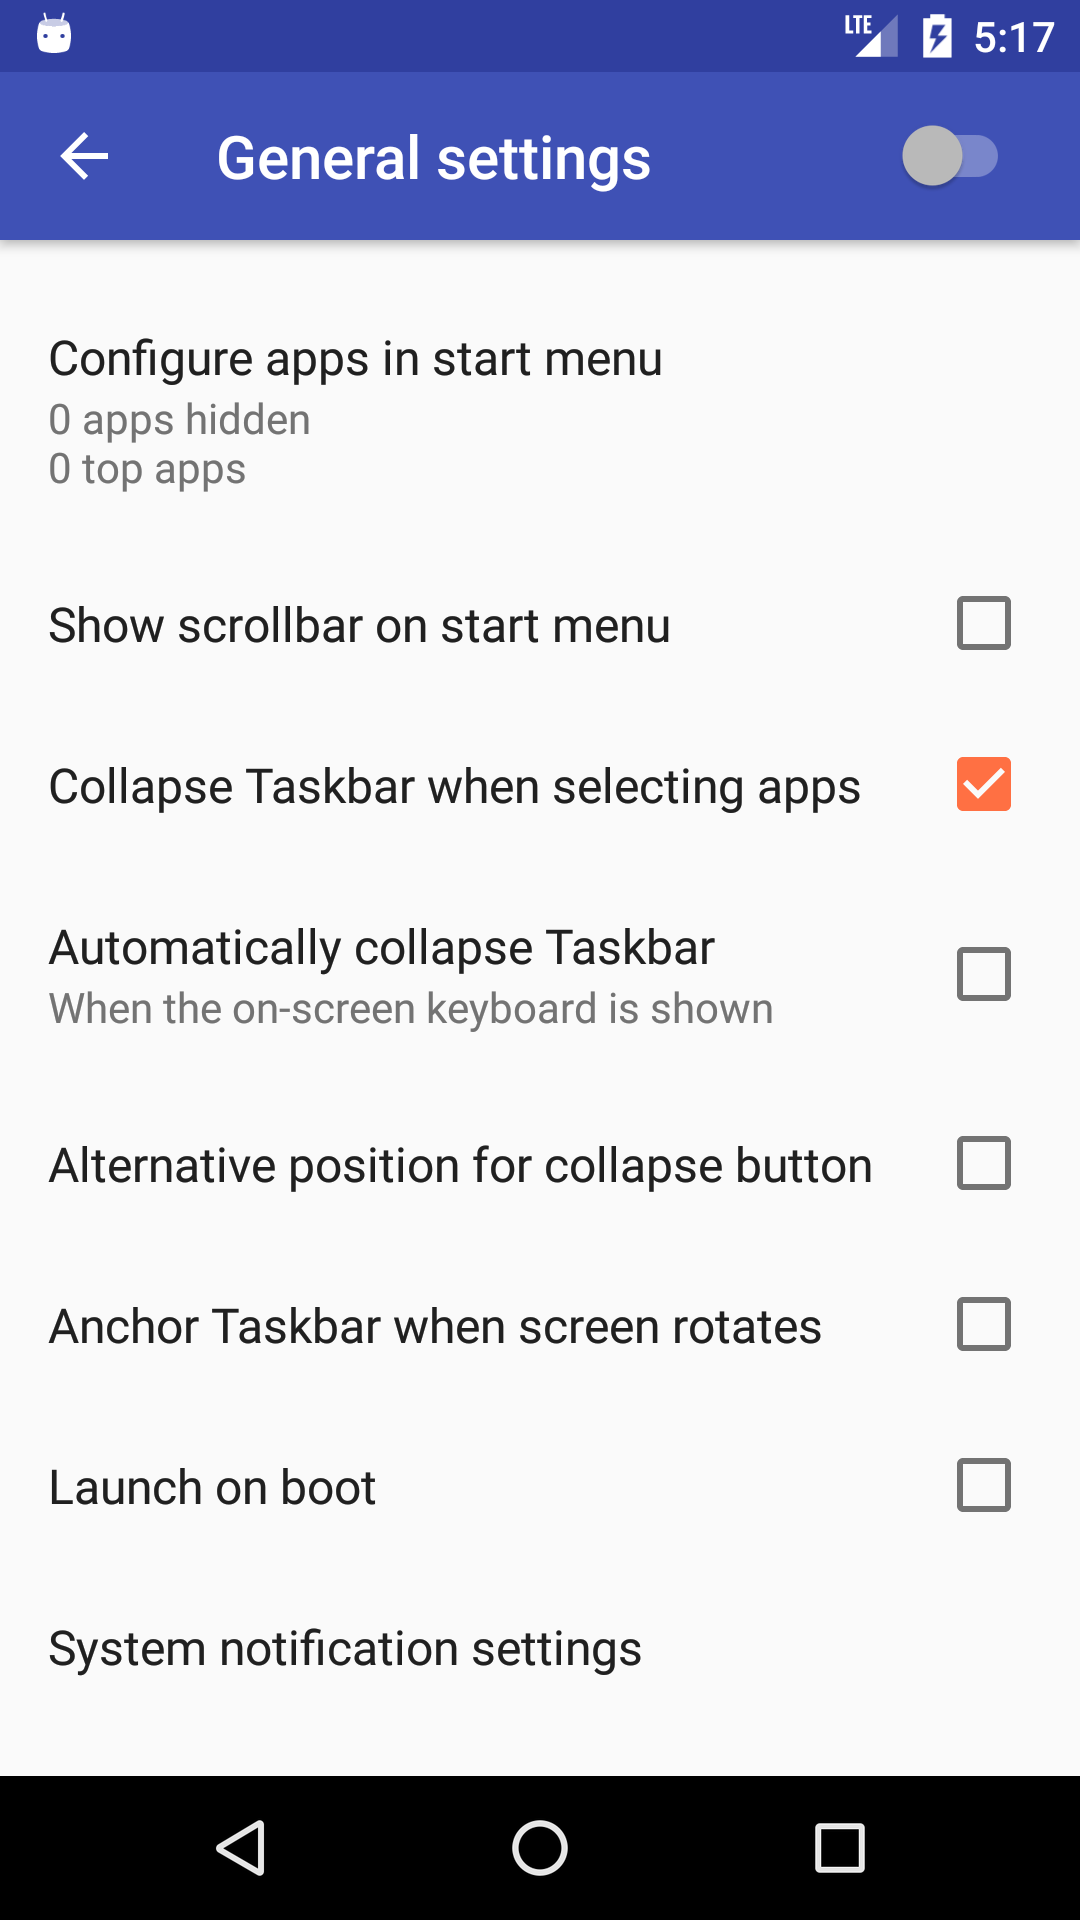 LTE 5:17
General settings
Configure apps in start menu
0 apps hidden
0 top apps
Show scrollbar on start menu
Collapse Taskbar when selecting apps
Automatically collapse Taskbar
When the on-screen keyboard is shown
Alternative position for collapse button
Anchor Taskbar when screen rotates
Launch on boot
System notification settings